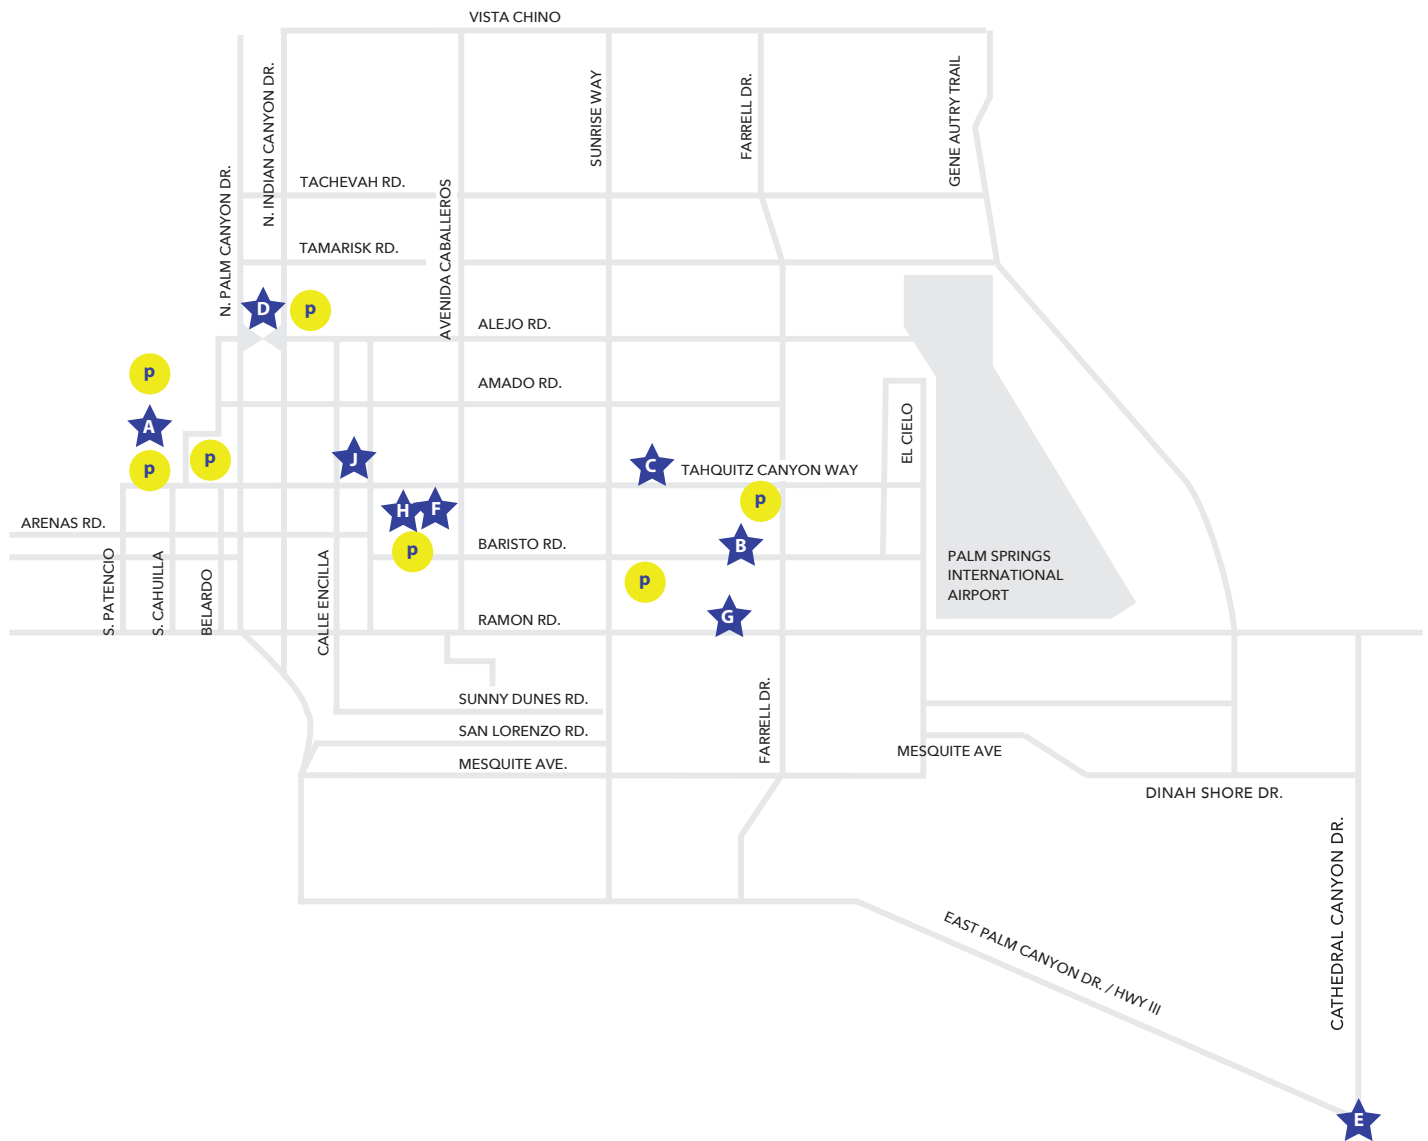 VISTA CHINO
N. INDIAN CANYON DR.
SUNRISE WAY
FARRELL DR.
GENE AUTRY TRAIL
N. PALM CANYON DR.
TACHEVAH RD.
AVENIDA CABALLEROS
TAMARISK RD.
D
p
ALEJO RD.
p
AMADO RD.
A
EL CIELO
p
p
J
C
TAHQUITZ CANYON WAY
p
H
F
ARENAS RD.
p
BARISTO RD.
B
PALM SPRINGS
INTERNATIONAL
AIRPORT
p
S. PATENCIO
S. CAHUILLA
BELARDO
CALLE ENCILLA
RAMON RD.
G
SUNNY DUNES RD.
FARRELL DR.
SAN LORENZO RD.
MESQUITE AVE.
MESQUITE AVE
DINAH SHORE DR.
CATHEDRAL CANYON DR.
EAST PALM CANYON DR. / HWY III
E